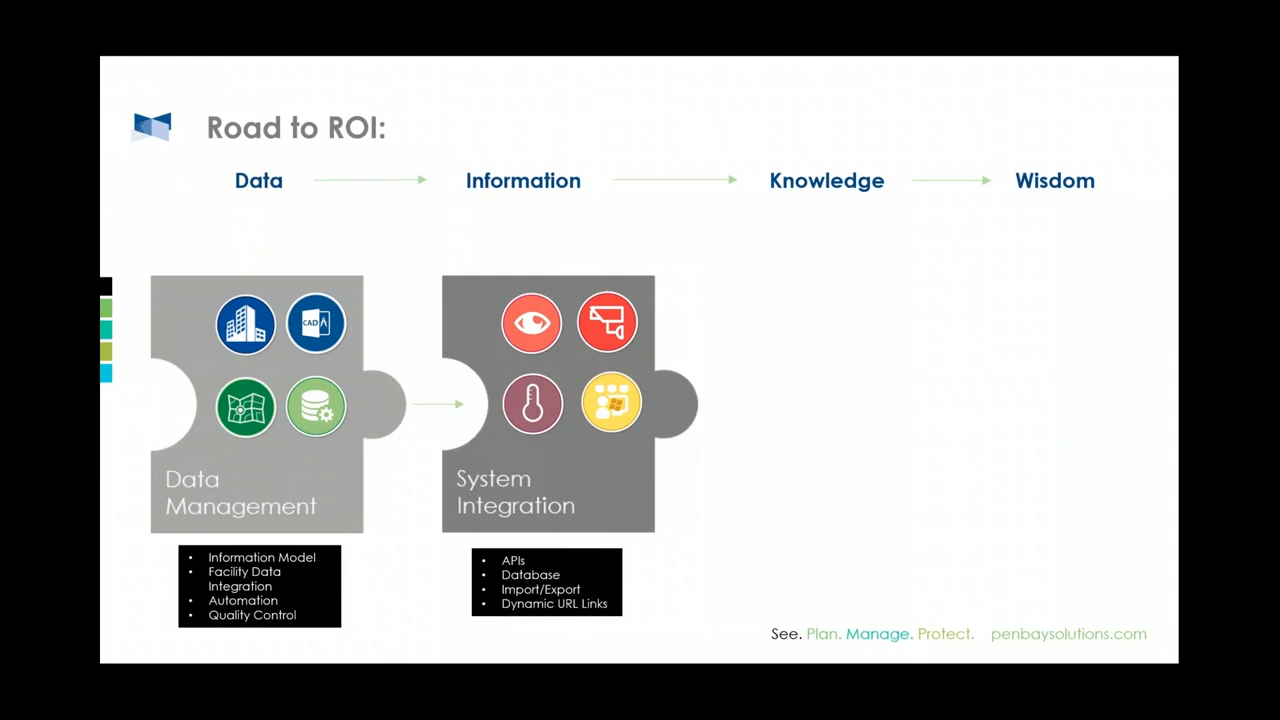 Road to ROI:
Data
Information
Knowledge
Wisdom
CAD
Data
Management
System
Integration
• Information Model
• Facility Data
Integration
• Automation
• Quality Control
• APIs
• Database
• Import/Export
• Dynamic URL Links
See. Plan. Manage. Protect. penbaysolutions.com